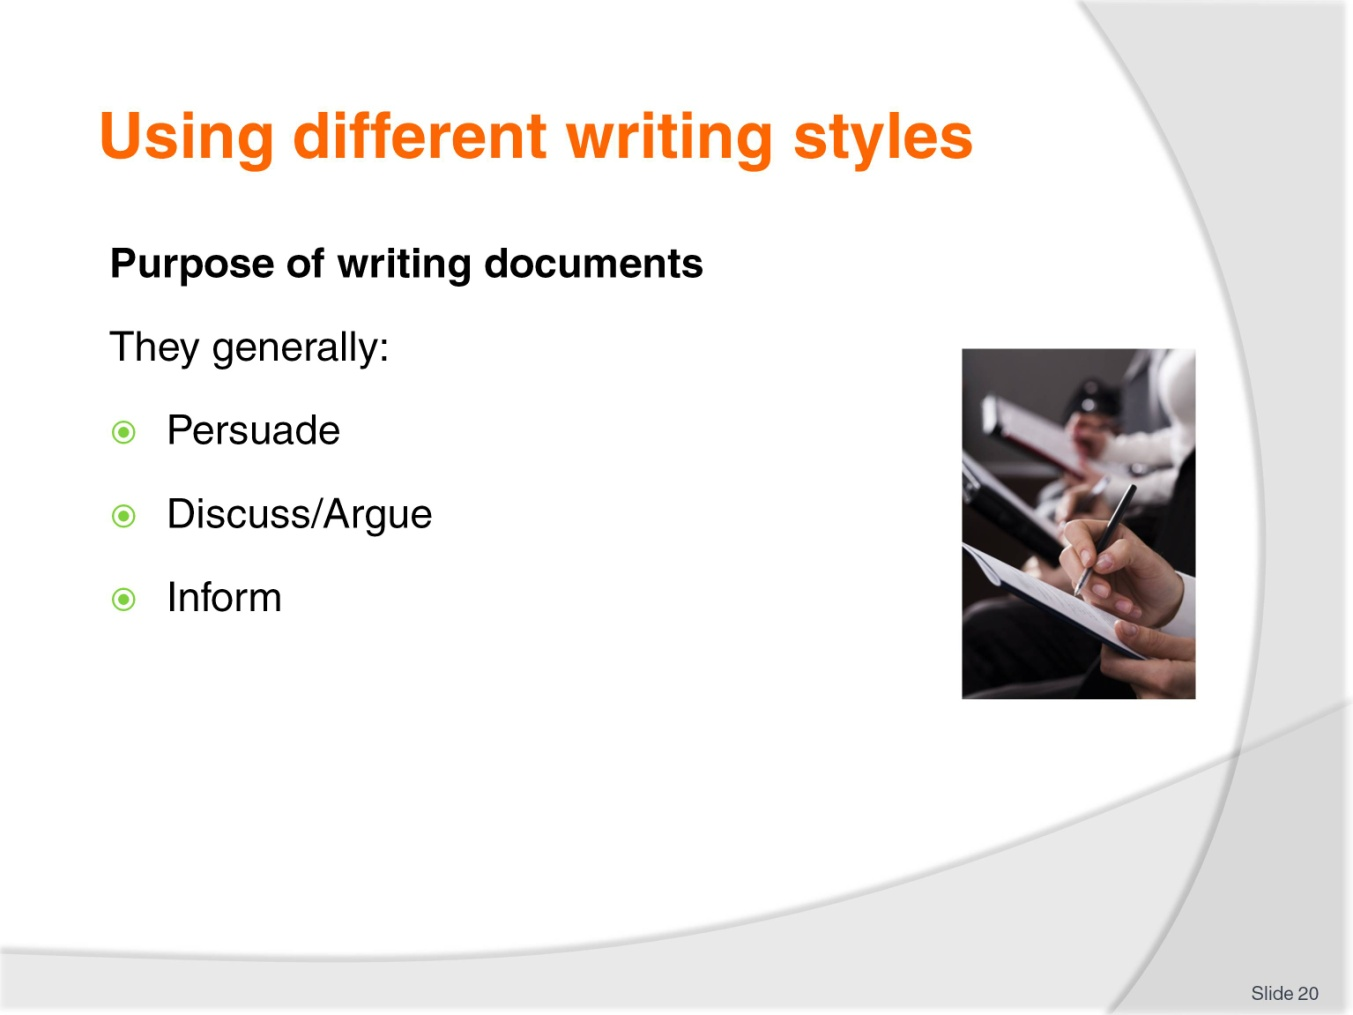 Using different writing styles
Purpose of writing documents
They generally:
Persuade
Discuss/Argue
Inform
Slide 20